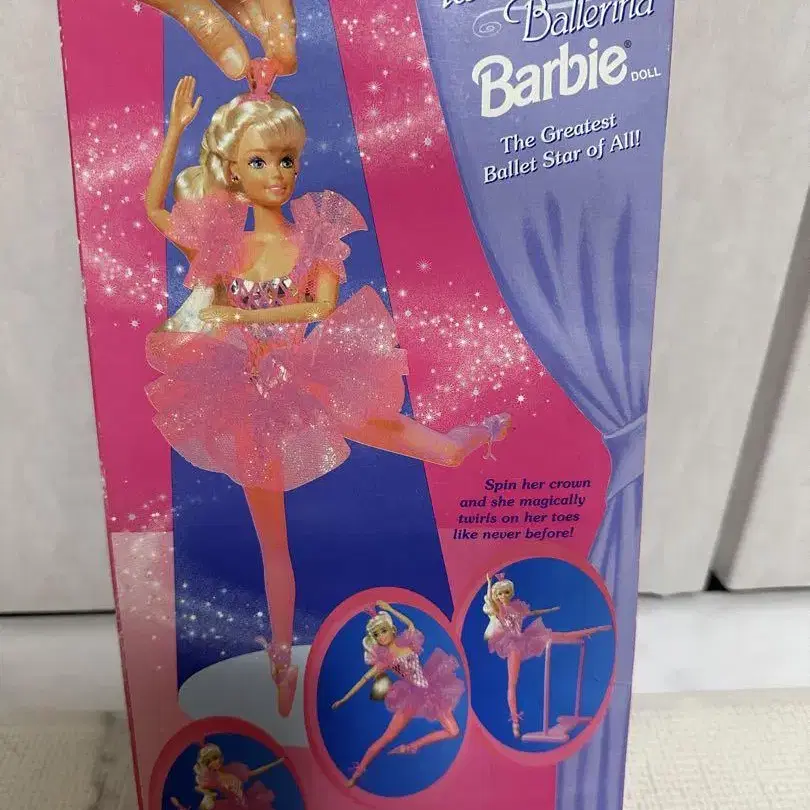 Ballerina
Barbie® DOLL
The Greatest
Ballet Star of All!
Spin her crown
and she magically
twirls on her toes
like never before!